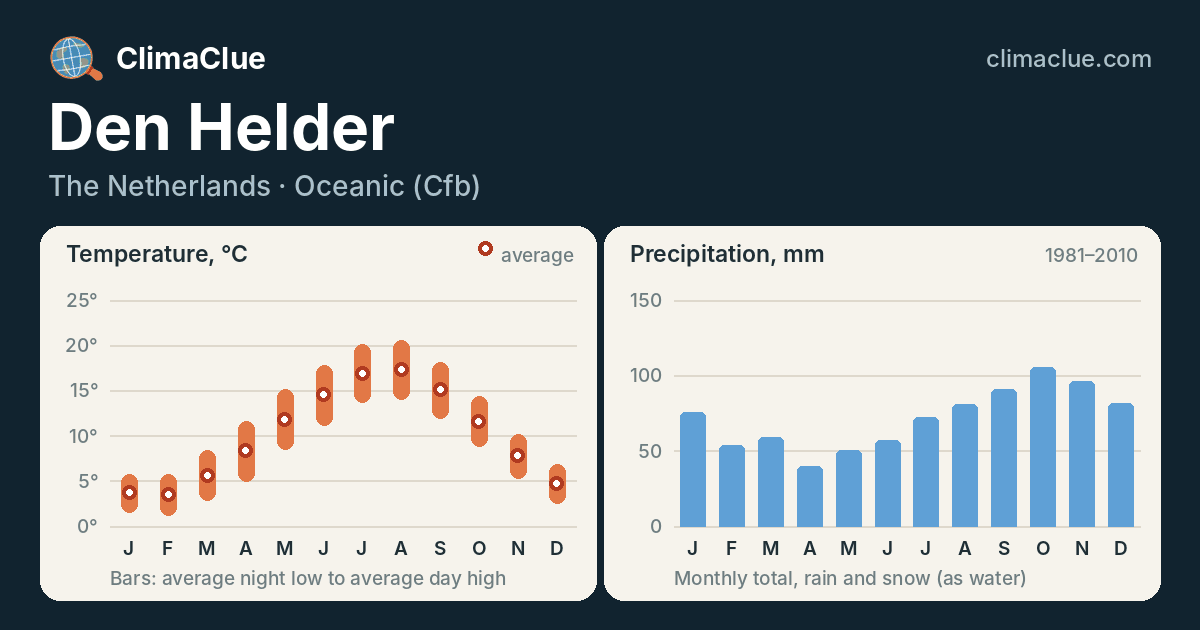 ClimaClue
climaclue.com
Den Helder
The Netherlands · Oceanic (Cfb)
Temperature, °C
average
25°
20°
15°
10°
5°
0°
J F M A M J J A S O N D
Bars: average night low to average day high
Precipitation, mm
1981–2010
150
100
50
0
J F M A M J J A S O N D
Monthly total, rain and snow (as water)